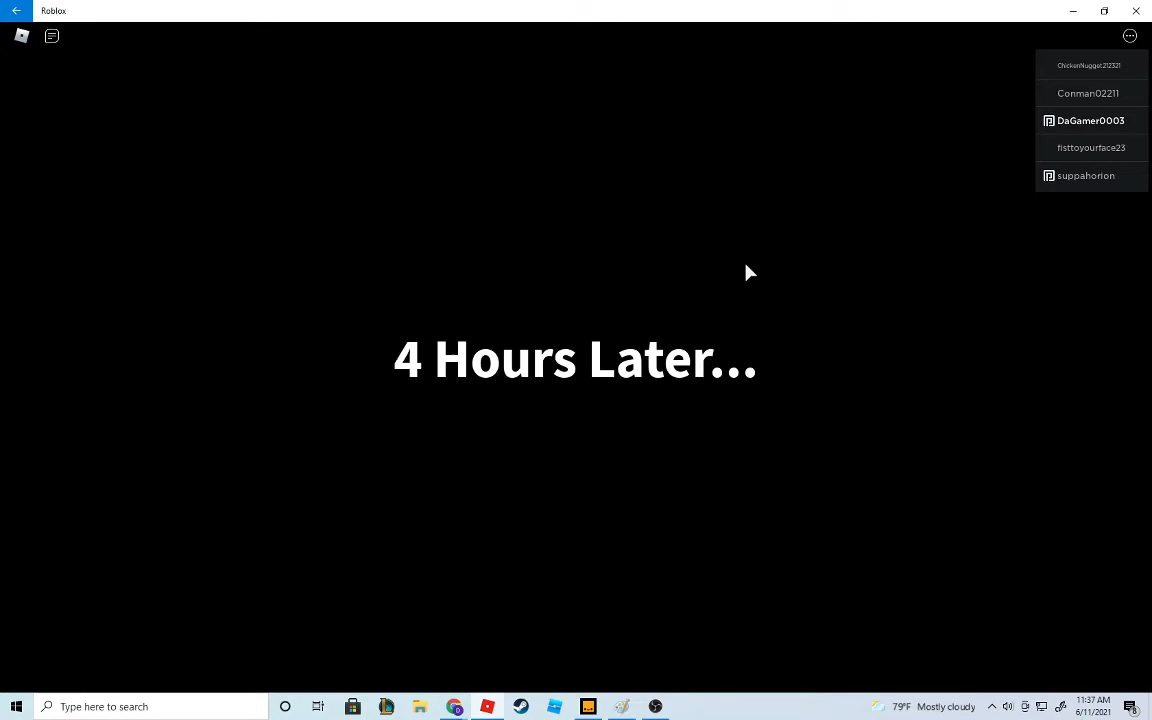 Roblox
ChickenNugget212321
Conman02211
DaGamer0003
fisttoyourface23
suppahorion
4 Hours Later...
Type here to search
79°F Mostly cloudy
11:37 AM
6/11/2021
8